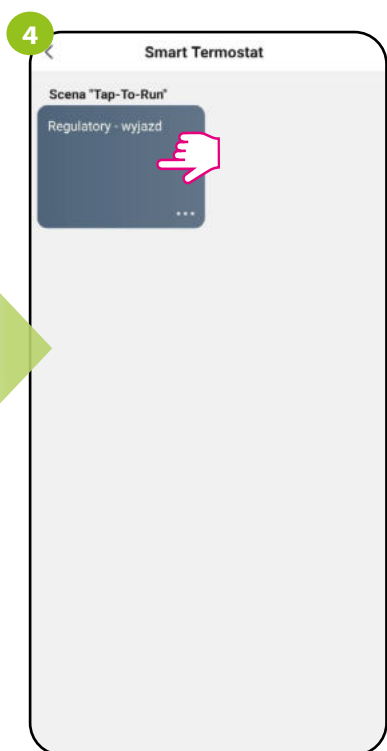 4
Smart Termostat
Scena "Tap-To-Run"
Regulatory - wyjazd